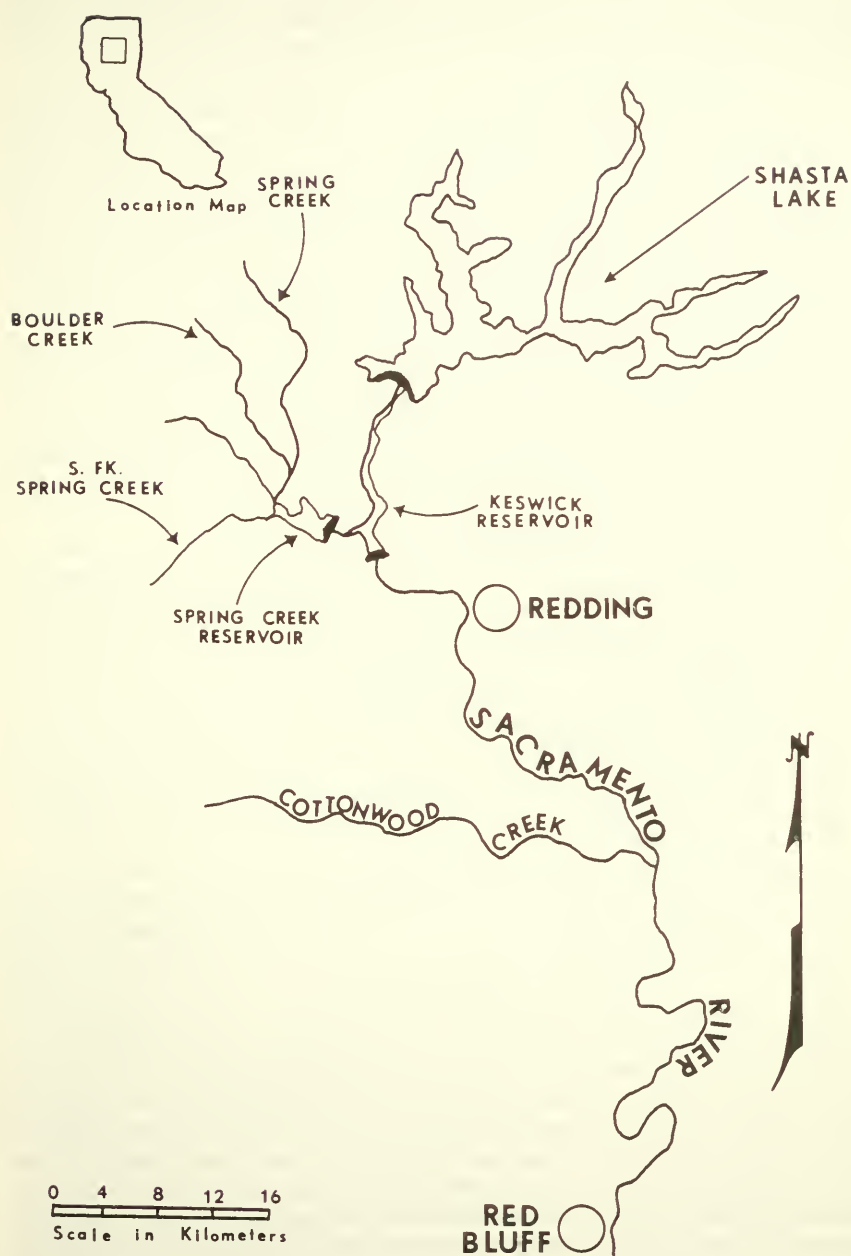 Location Map
SPRING
CREEK
SHASTA
LAKE
BOULDER
CREEK
S. FK.
SPRING CREEK
KESWICK
RESERVOIR
SPRING CREEK
RESERVOIR
REDDING
SACRAMENTO
COTTONWOOD
CREEK
N
RIVER
0 4 8 12 16
Scale in Kilometers
RED
BLUFF